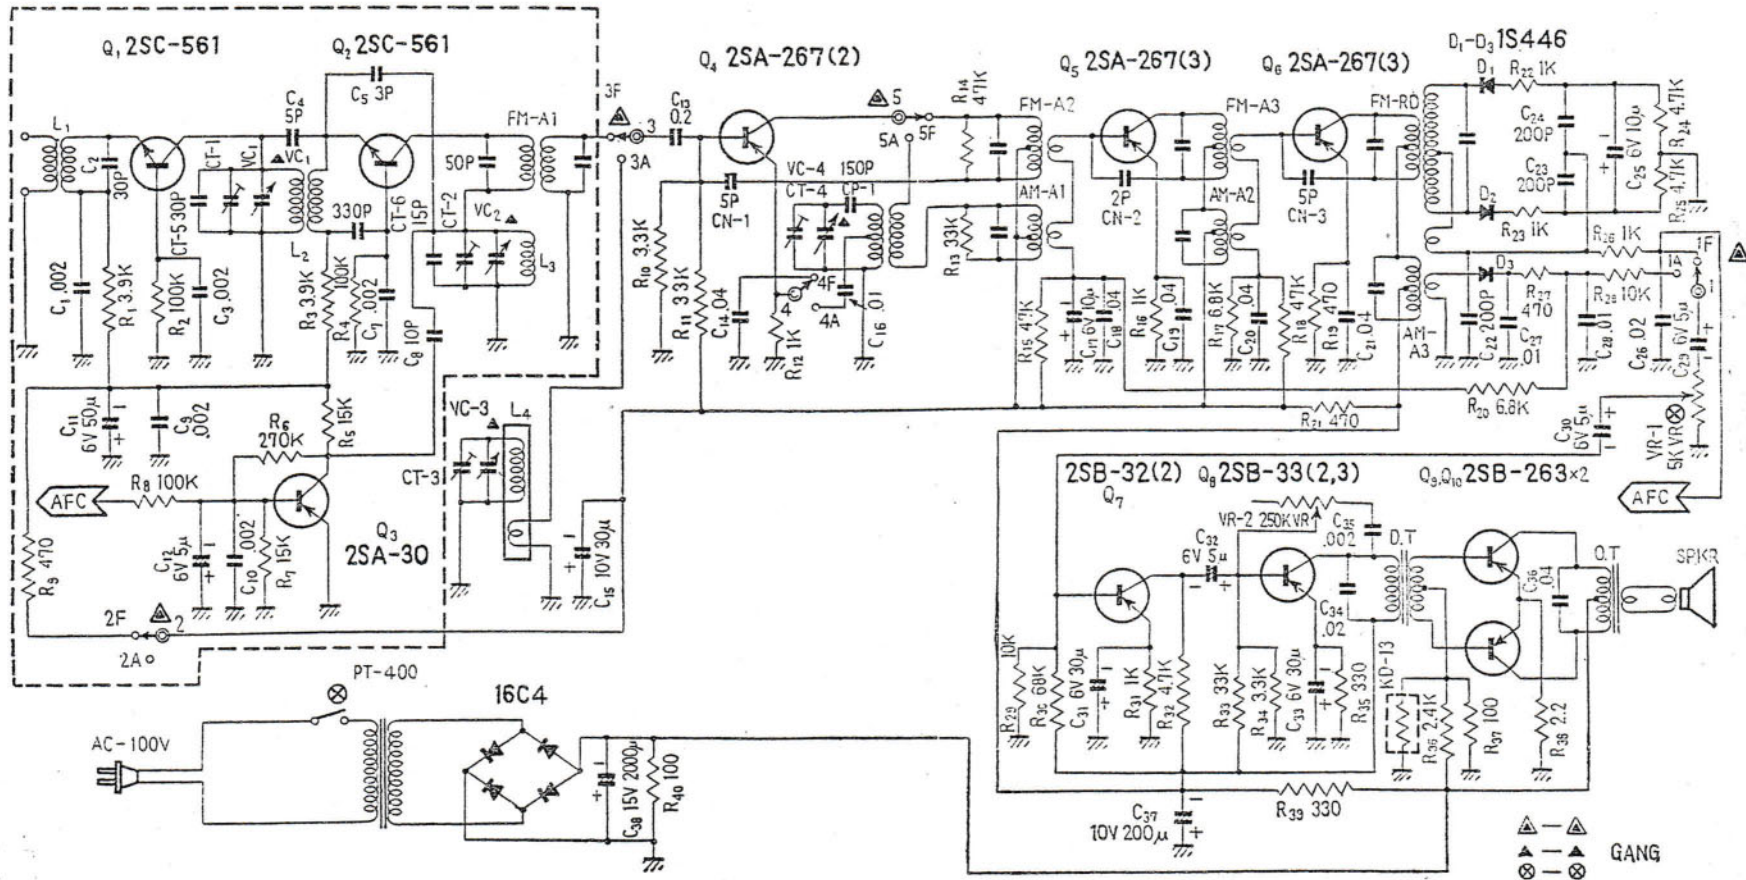 Q1 2SC-561
Q2 2SC-561
Q4 2SA-267(2)
Q5 2SA-267(3)
Q6 2SA-267(3)
D1-D3 1S446
L1
C2
30P
C4
5P
C5 3P
CT-1
VC1
VC1
L2
CT-5 30P
330P
CT-6
15P
CT-2
VC2
L3
50P
FM-A1
C1 .002
R1 3.9K
R2 100K
C3 .002
R3 3.9K
R4 100K
C7 .002
C8 10P
C11
6V 50μ
C9
.002
R6
270K
R5 15K
R8 100K
AFC
C12
6V 5μ
C10
.002
R7 15K
Q3
2SA-30
R9 470
2F
2
2A
3F
3
3A
C13
0.2
R10 3.3K
R11 3.3K
5P
CN-1
C14 .04
4
R12 1K
4F
4A
VC-4
150P
CT-4
CP-1
C16 .01
5
5A
5F
R14
47K
FM-A2
AM-A1
R13 33K
R15 47K
C17 6V 10μ
C18 .04
2P
CN-2
R16 1K
C19 .04
FM-A3
AM-A2
R17 6.8K
C20 .04
R18 47K
5P
CN-3
R19 470
C21 .04
FM-RD
AM-
A3
D1
R22 1K
D2
R23 1K
C24
200P
C23
200P
C25 6V 10μ
R24 4.7K
R25 4.7K
R26 1K
1F
1A
1
D3
R27
470
R28
10K
C22 200P
C27
.01
C28 .01
C26 .02
C29 6V 5μ
R20 6.8K
R21 470
C30
6V 5μ
VR-1
5K VR
AFC
VC-3
CT-3
L4
C15 10V 30μ
2SB-32(2)
Q7
Q8 2SB-33(2,3)
Q9,Q10 2SB-263×2
VR-2 250K VR
C35
.002
C32
6V 5μ
D.T
C34
.02
C36
.04
O.T
SPKR
R29
10K
R30 68K
C31 6V 30μ
R31 1K
R32 4.7K
R33 33K
R34 3.3K
C33 6V 30μ
R35 330
KD-13
R36 2.4K
R37 100
R38 2.2
R39 330
C37
10V 200μ
PT-400
AC-100V
16C4
C38 15V 200μ
R40 100
GANG